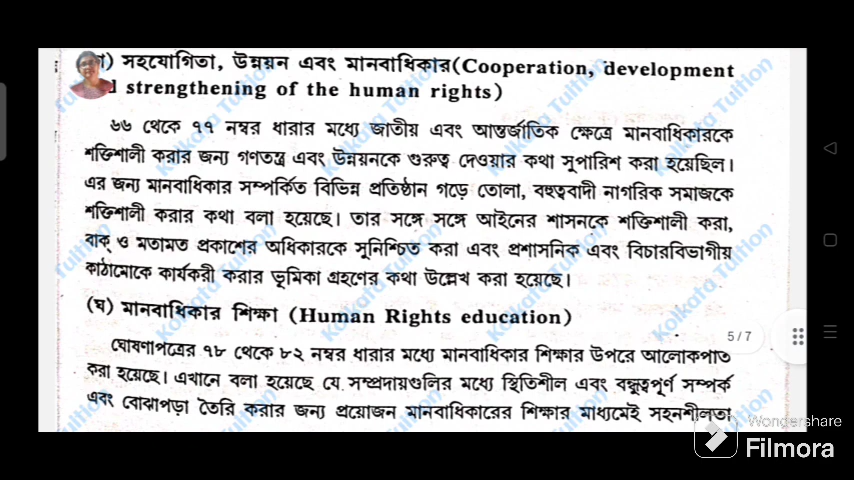 গ) সহযোগিতা, উন্নয়ন এবং মানবাধিকার(Cooperation, development
strengthening of the human rights)
৬৬ থেকে ৭৭ নম্বর ধারার মধ্যে জাতীয় এবং আন্তর্জাতিক ক্ষেত্রে মানবাধিকারকে
শক্তিশালী করার জন্য গণতন্ত্র এবং উন্নয়নকে গুরুত্ব দেওয়ার কথা সুপারিশ করা হয়েছিল।
এর জন্য মানবাধিকার সম্পর্কিত বিভিন্ন প্রতিষ্ঠান গড়ে তোলা, বহুত্ববাদী নাগরিক সমাজকে
শক্তিশালী করার কথা বলা হয়েছে। তার সঙ্গে সঙ্গে আইনের শাসনকে শক্তিশালী করা,
বাক্ ও মতামত প্রকাশের অধিকারকে সুনিশ্চিত করা এবং প্রশাসনিক এবং বিচারবিভাগীয়
কাঠামোকে কার্যকরী করার ভূমিকা গ্রহণের কথা উল্লেখ করা হয়েছে।
(ঘ) মানবাধিকার শিক্ষা (Human Rights education)
5/7
ঘোষণাপত্রের ৭৮ থেকে ৮২ নম্বর ধারার মধ্যে মানবাধিকার শিক্ষার উপরে আলোকপাত
করা হয়েছে। এখানে বলা হয়েছে যে সম্প্রদায়গুলির মধ্যে স্থিতিশীল এবং বন্ধুত্বপূর্ণ সম্পর্ক
এবং বোঝাপড়া তৈরি করার জন্য প্রয়োজন মানবাধিকারের শিক্ষার মাধ্যমেই সহনশীলতা
Kolkata Tuition
Wondershare
Filmora